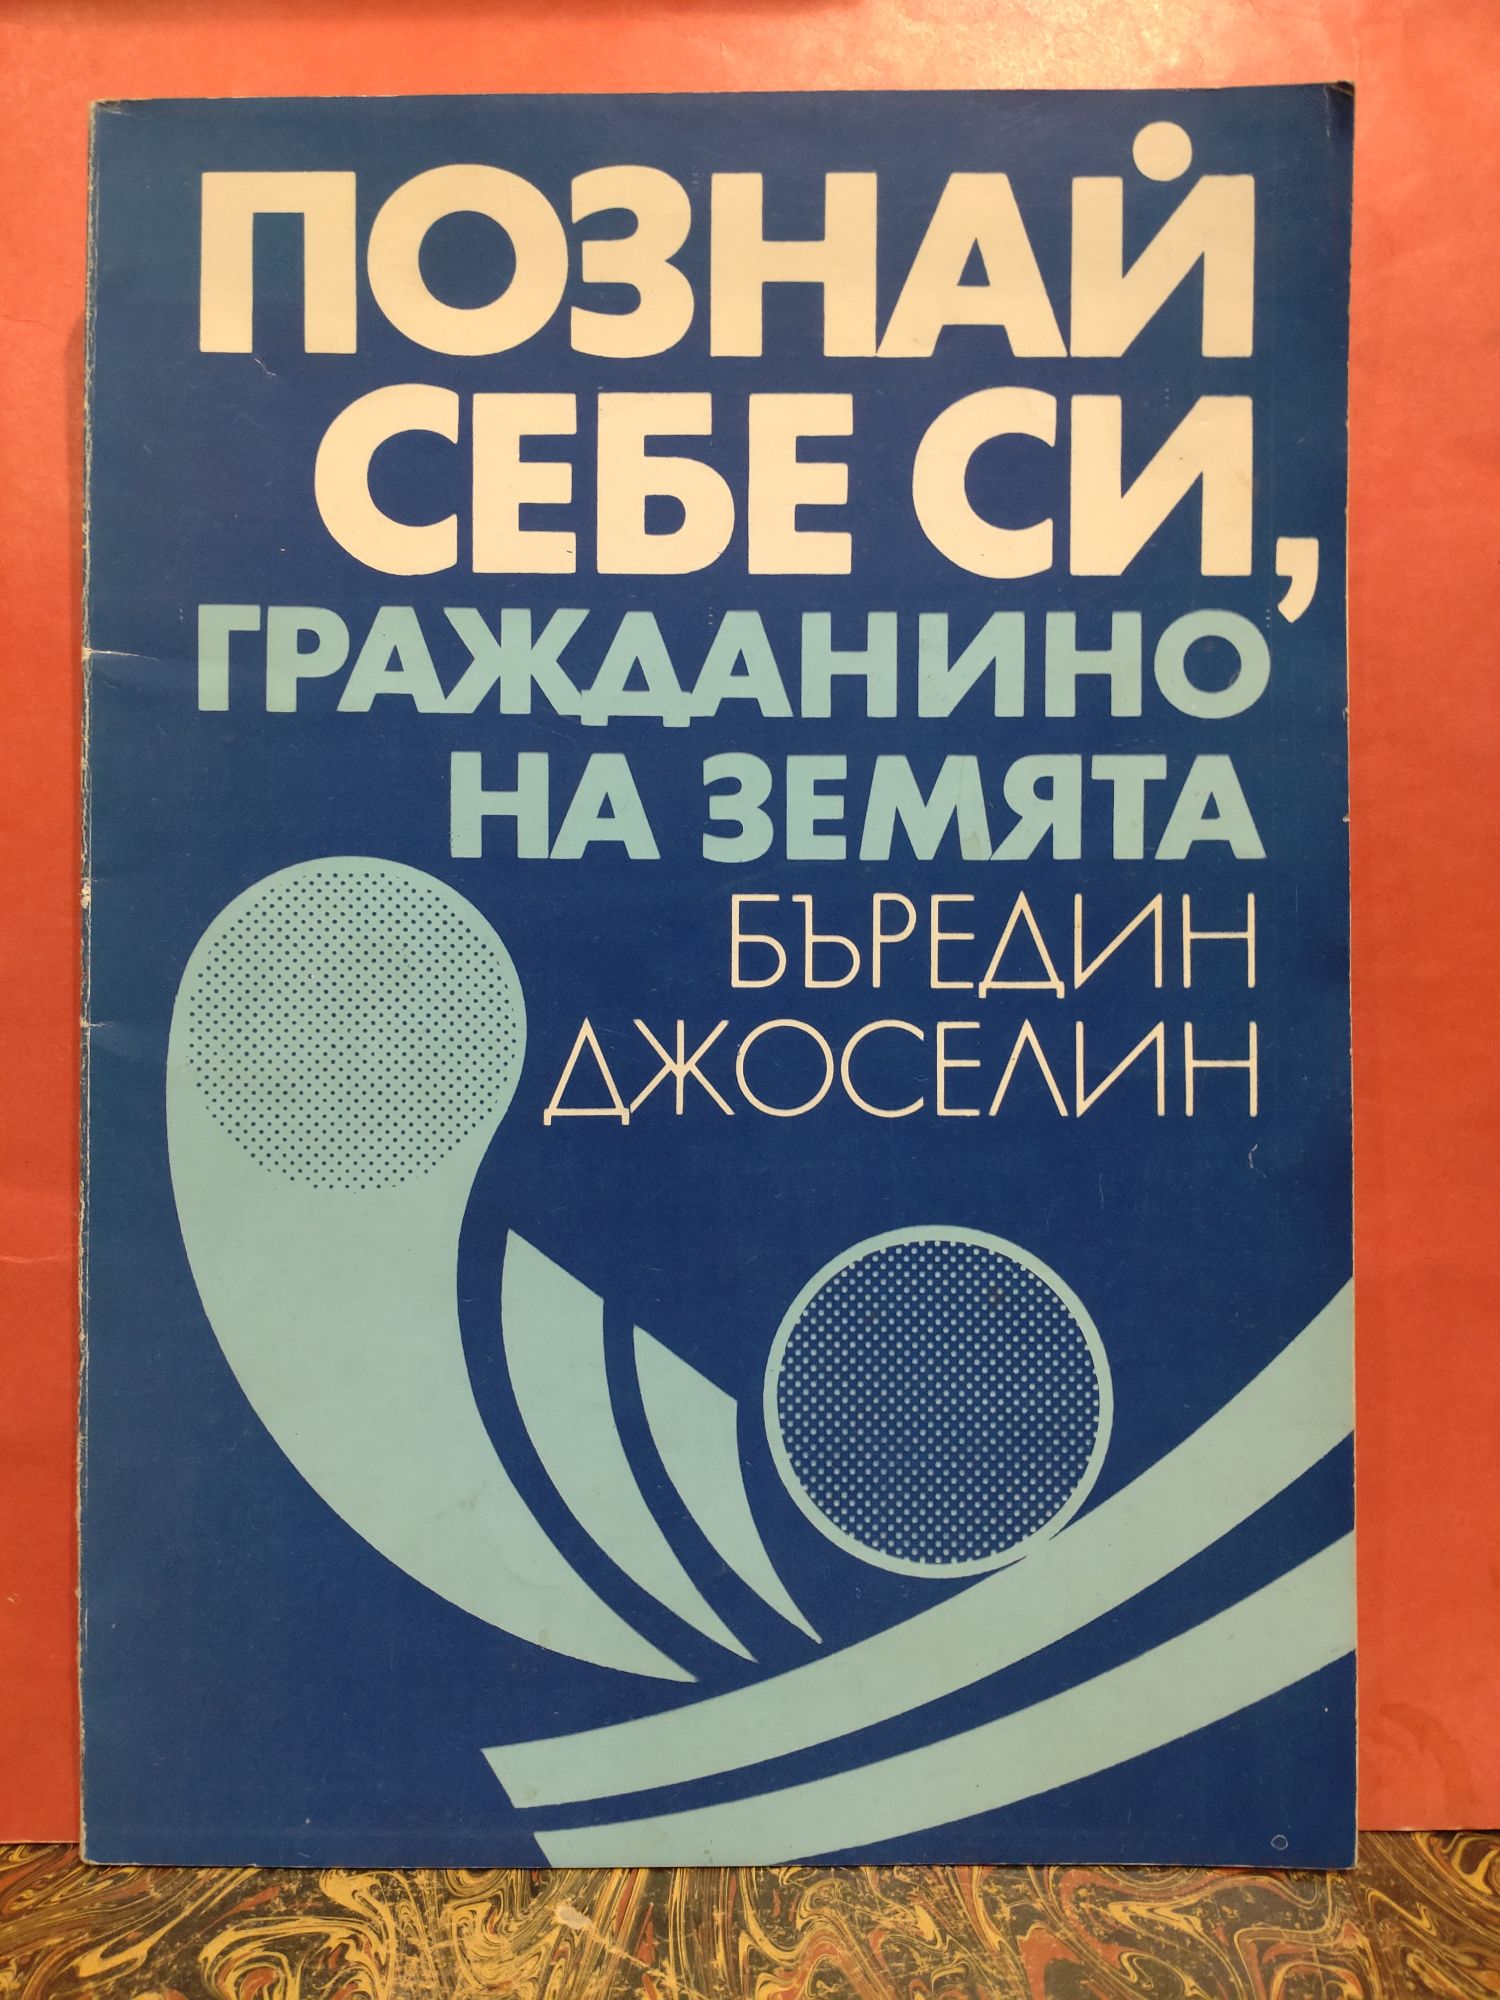 ПОЗНАЙ
СЕБЕ СИ,
ГРАЖДАНИНО
НА ЗЕМЯТА
БЪРЕДИН
ДЖОСЕЛИН